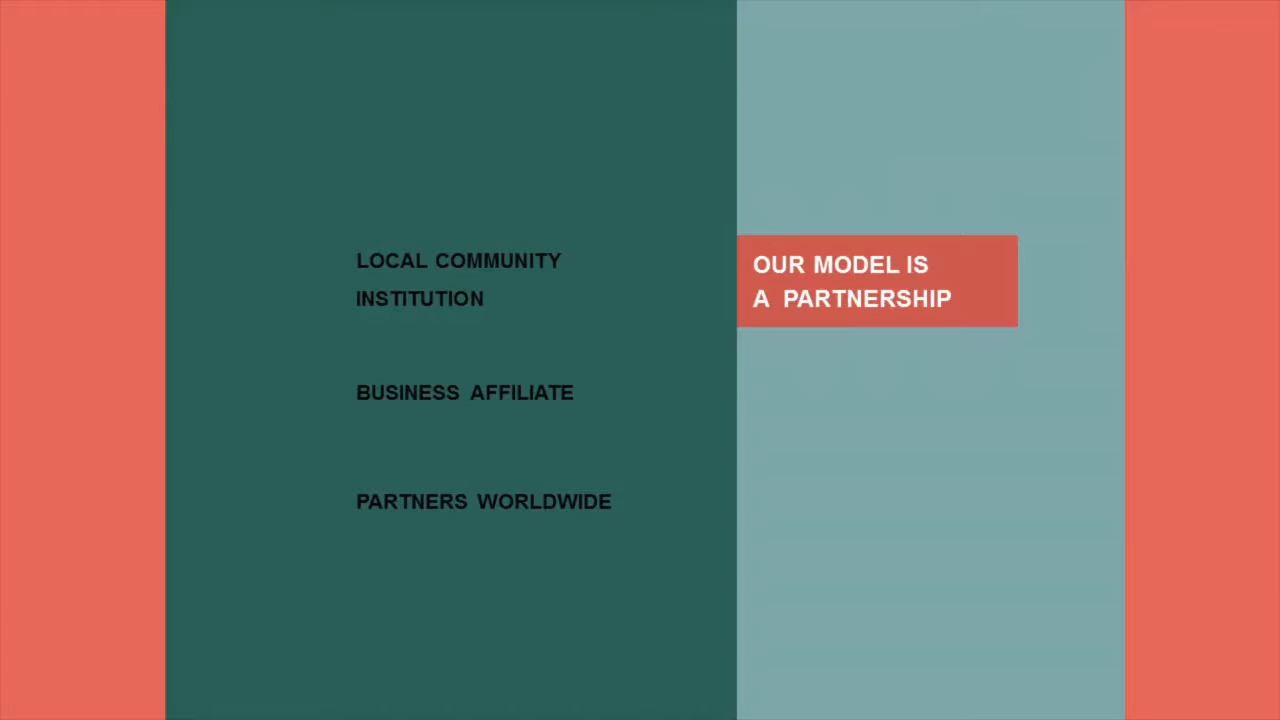 LOCAL COMMUNITY
INSTITUTION
BUSINESS AFFILIATE
PARTNERS WORLDWIDE
OUR MODEL IS
A PARTNERSHIP